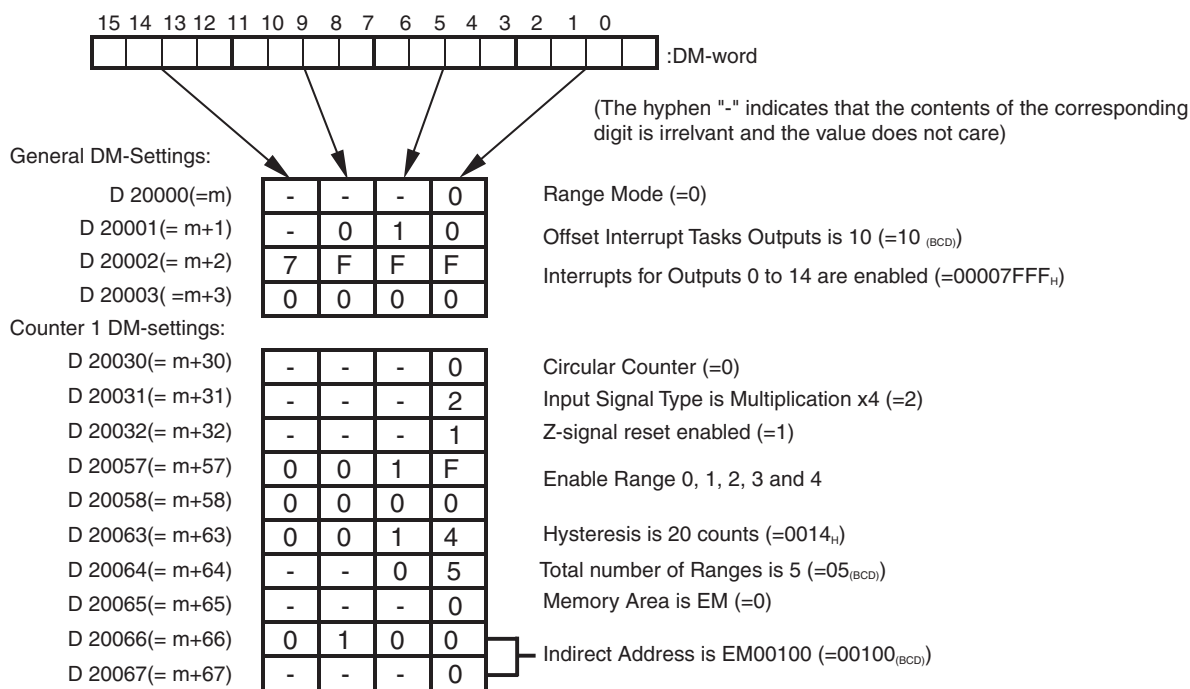 15 14 13 12 11 10 9 8 7 6 5 4 3 2 1 0
:DM-word
(The hyphen "-" indicates that the contents of the corresponding
digit is irrelvant and the value does not care)
General DM-Settings:
D 20000(=m) - - - 0 Range Mode (=0)
D 20001(= m+1) - 0 1 0 Offset Interrupt Tasks Outputs is 10 (=10 (BCD))
D 20002(= m+2) 7 F F F Interrupts for Outputs 0 to 14 are enabled (=00007FFFH)
D 20003( =m+3) 0 0 0 0
Counter 1 DM-settings:
D 20030(= m+30) - - - 0 Circular Counter (=0)
D 20031(= m+31) - - - 2 Input Signal Type is Multiplication x4 (=2)
D 20032(= m+32) - - - 1 Z-signal reset enabled (=1)
D 20057(= m+57) 0 0 1 F Enable Range 0, 1, 2, 3 and 4
D 20058(= m+58) 0 0 0 0
D 20063(= m+63) 0 0 1 4 Hysteresis is 20 counts (=0014H)
D 20064(= m+64) - - 0 5 Total number of Ranges is 5 (=05(BCD))
D 20065(= m+65) - - - 0 Memory Area is EM (=0)
D 20066(= m+66) 0 1 0 0 Indirect Address is EM00100 (=00100(BCD))
D 20067(= m+67) - - - 0